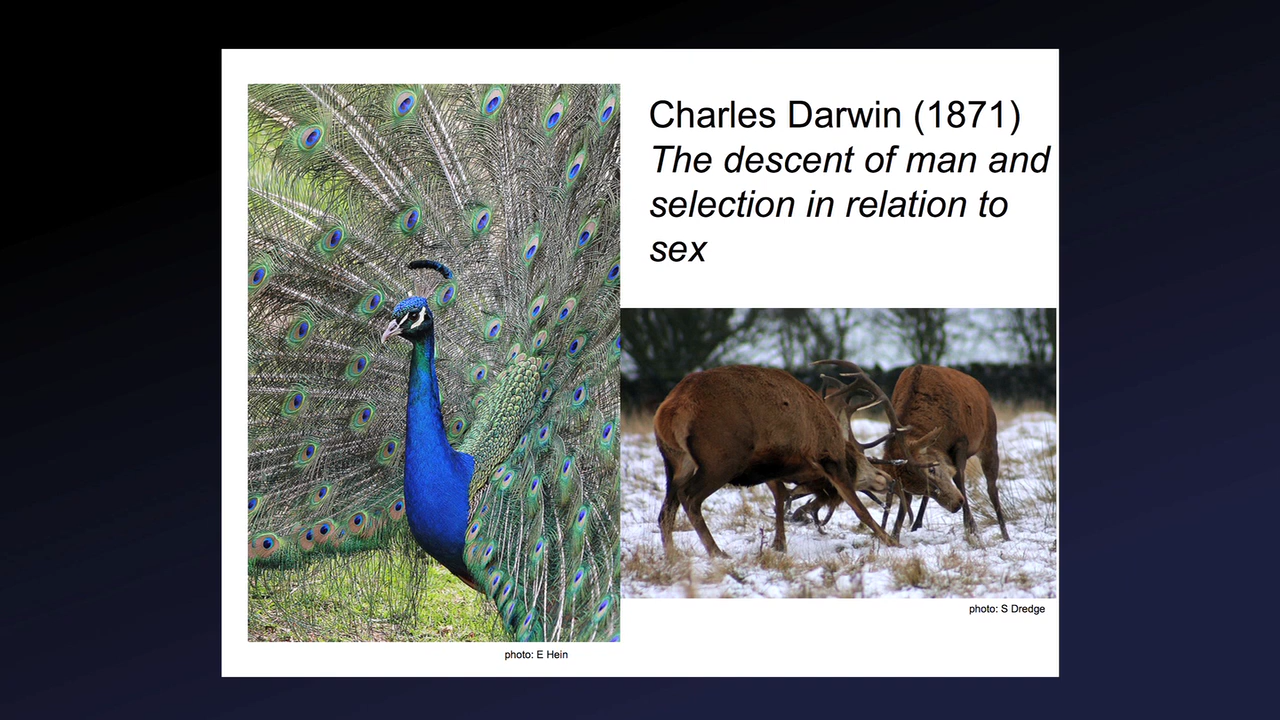 Charles Darwin (1871)
The descent of man and
selection in relation to
sex
photo: S Dredge
photo: E Hein